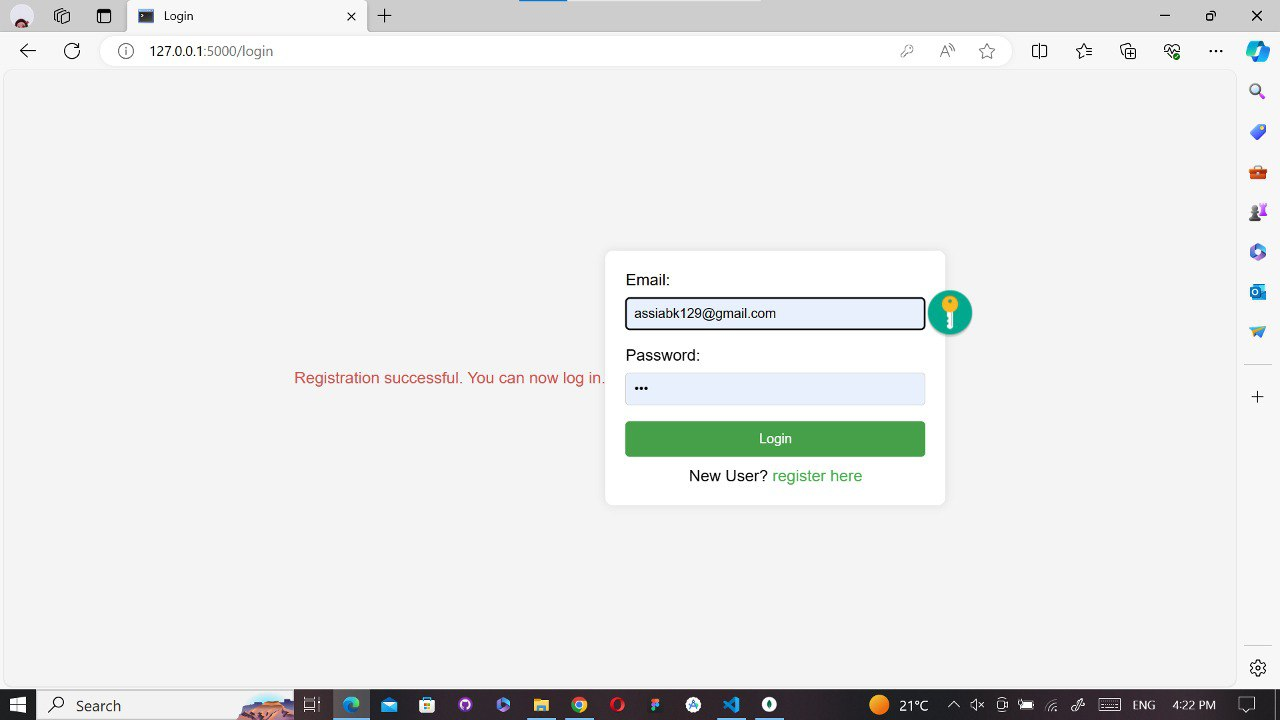 Login
127.0.0.1:5000/login
Email:
assiabk129@gmail.com
Password:
•••
Registration successful. You can now log in.
Login
New User? register here
Search
21°C
ENG
4:22 PM